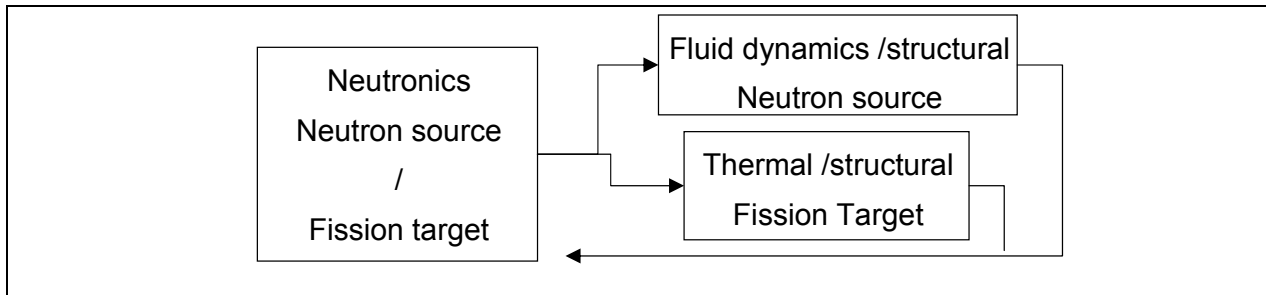 Neutronics
Neutron source
/
Fission target
Fluid dynamics /structural
Neutron source
Thermal /structural
Fission Target